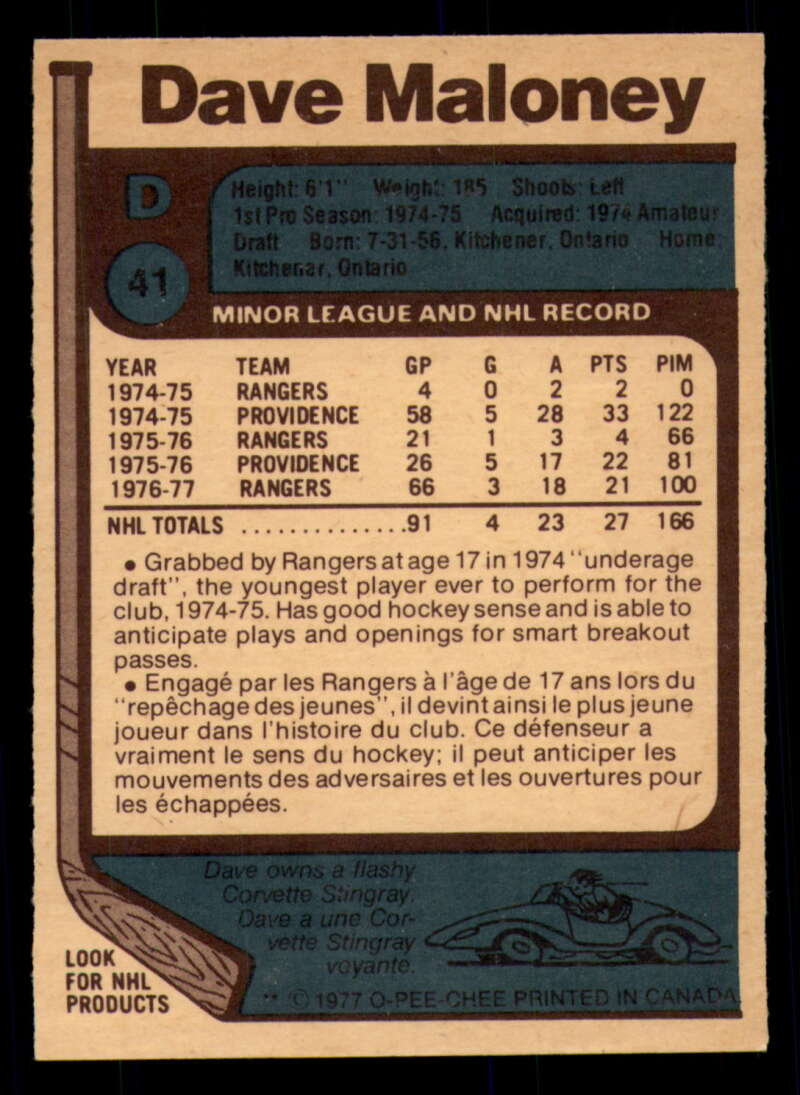 Dave Maloney
D
41
Height: 6'1" Weight: 185 Shoots: Left
1st Pro Season: 1974-75 Acquired: 1974 Amateur
Draft Born: 7-31-56, Kitchener, Ontario Home:
Kitchener, Ontario
MINOR LEAGUE AND NHL RECORD
YEAR TEAM GP G A PTS PIM
1974-75 RANGERS 4 0 2 2 0
1974-75 PROVIDENCE 58 5 28 33 122
1975-76 RANGERS 21 1 3 4 66
1975-76 PROVIDENCE 26 5 17 22 81
1976-77 RANGERS 66 3 18 21 100
NHL TOTALS ..............91 4 23 27 166
• Grabbed by Rangers at age 17 in 1974 "underage
draft", the youngest player ever to perform for the
club, 1974-75. Has good hockey sense and is able to
anticipate plays and openings for smart breakout
passes.
• Engagé par les Rangers à l'âge de 17 ans lors du
"repêchage des jeunes", il devint ainsi le plus jeune
joueur dans l'histoire du club. Ce défenseur a
vraiment le sens du hockey; il peut anticiper les
mouvements des adversaires et les ouvertures pour
les échappées.
Dave owns a flashy
Corvette Stingray.
Dave a une Cor-
vette Stingray
voyante.
LOOK
FOR NHL
PRODUCTS
** © 1977 O-PEE-CHEE PRINTED IN CANADA